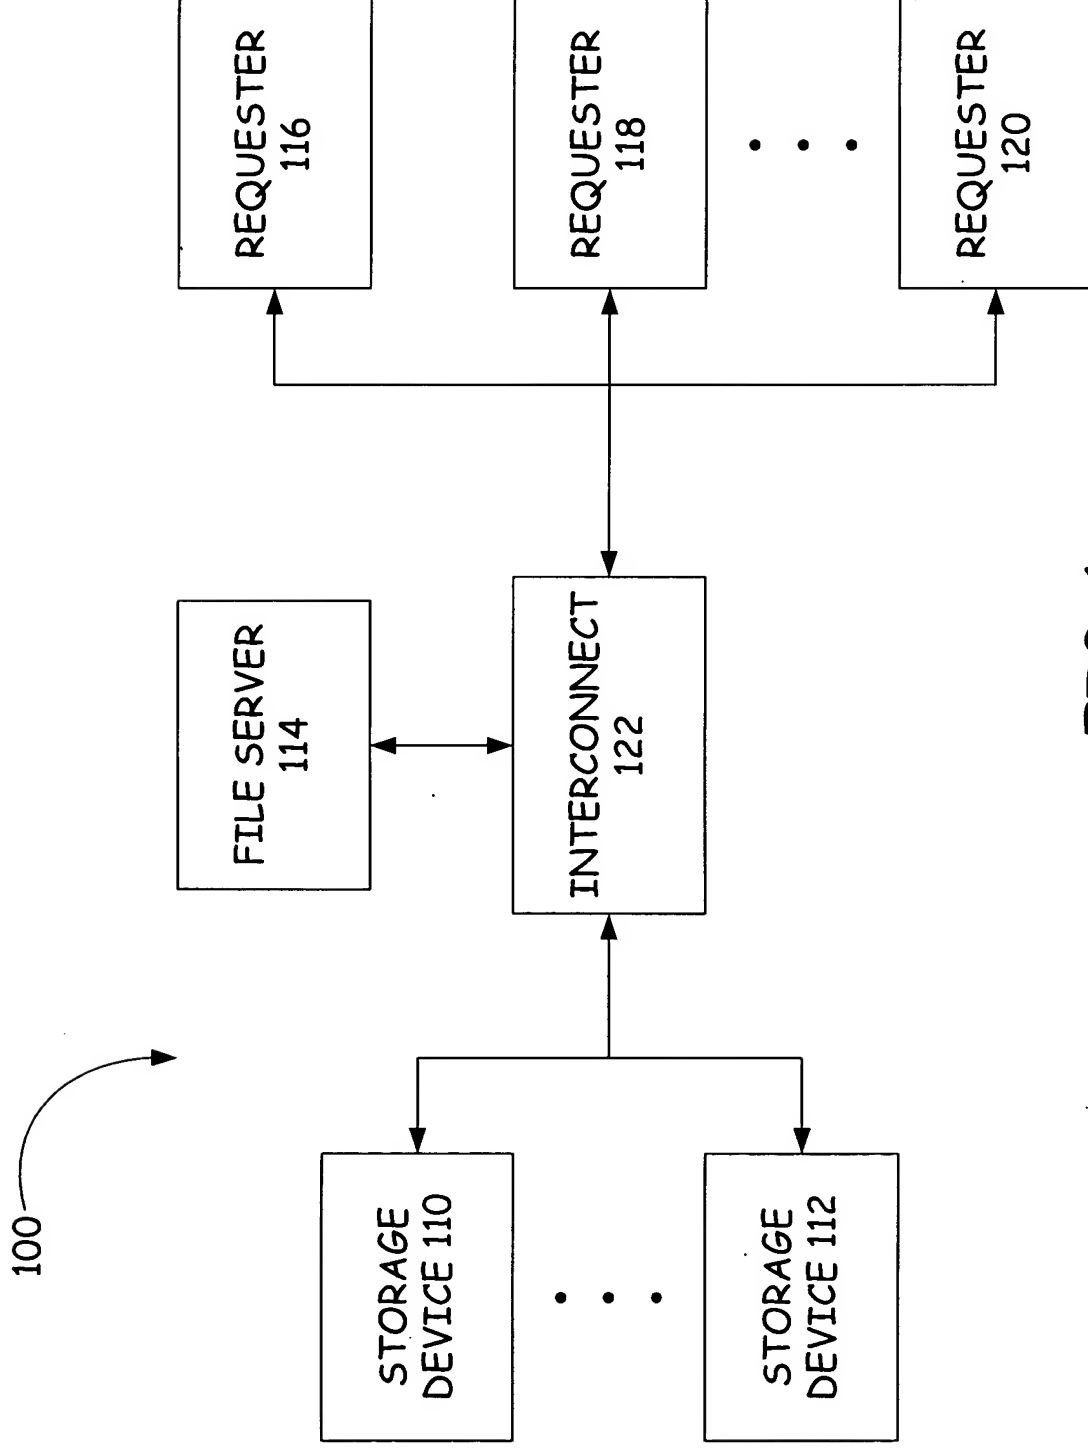 100
STORAGE
DEVICE 110
STORAGE
DEVICE 112
FILE SERVER
114
INTERCONNECT
122
REQUESTER
116
REQUESTER
118
REQUESTER
120